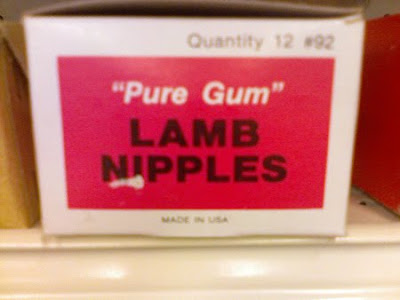 Quantity 12 #92
"Pure Gum"
LAMB
NIPPLES
MADE IN USA